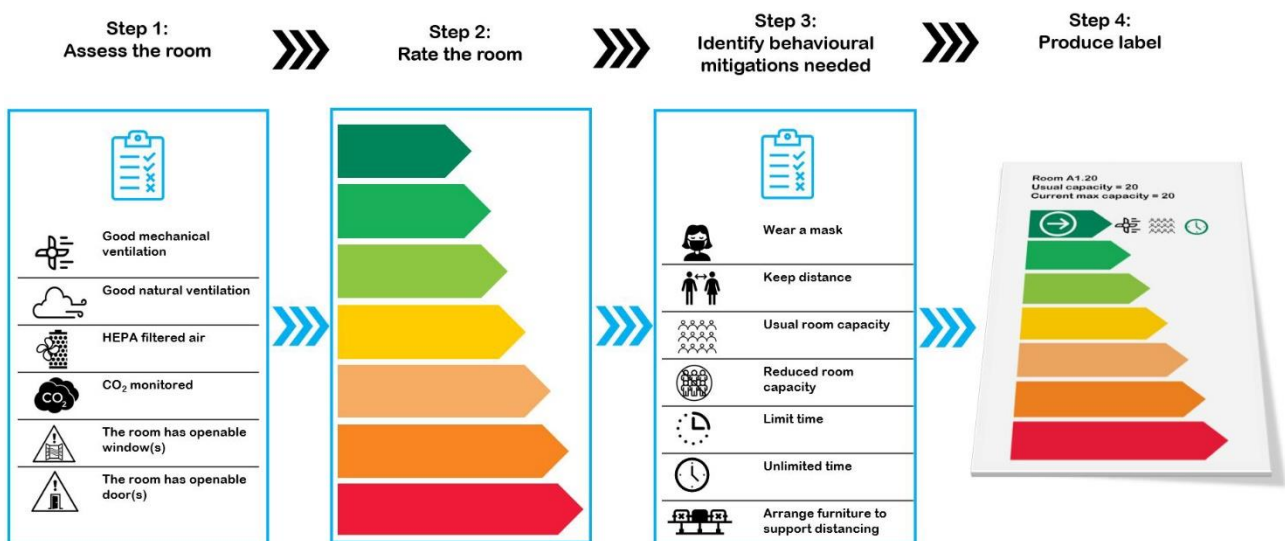 Step 1:
Assess the room
Step 2:
Rate the room
Step 3:
Identify behavioural
mitigations needed
Step 4:
Produce label
Good mechanical
ventilation
Good natural ventilation
HEPA filtered air
CO₂
CO₂ monitored
The room has openable
window(s)
The room has openable
door(s)
Wear a mask
Keep distance
Usual room capacity
Reduced room
capacity
Limit time
Unlimited time
Arrange furniture to
support distancing
Room A1.20
Usual capacity = 20
Current max capacity = 20